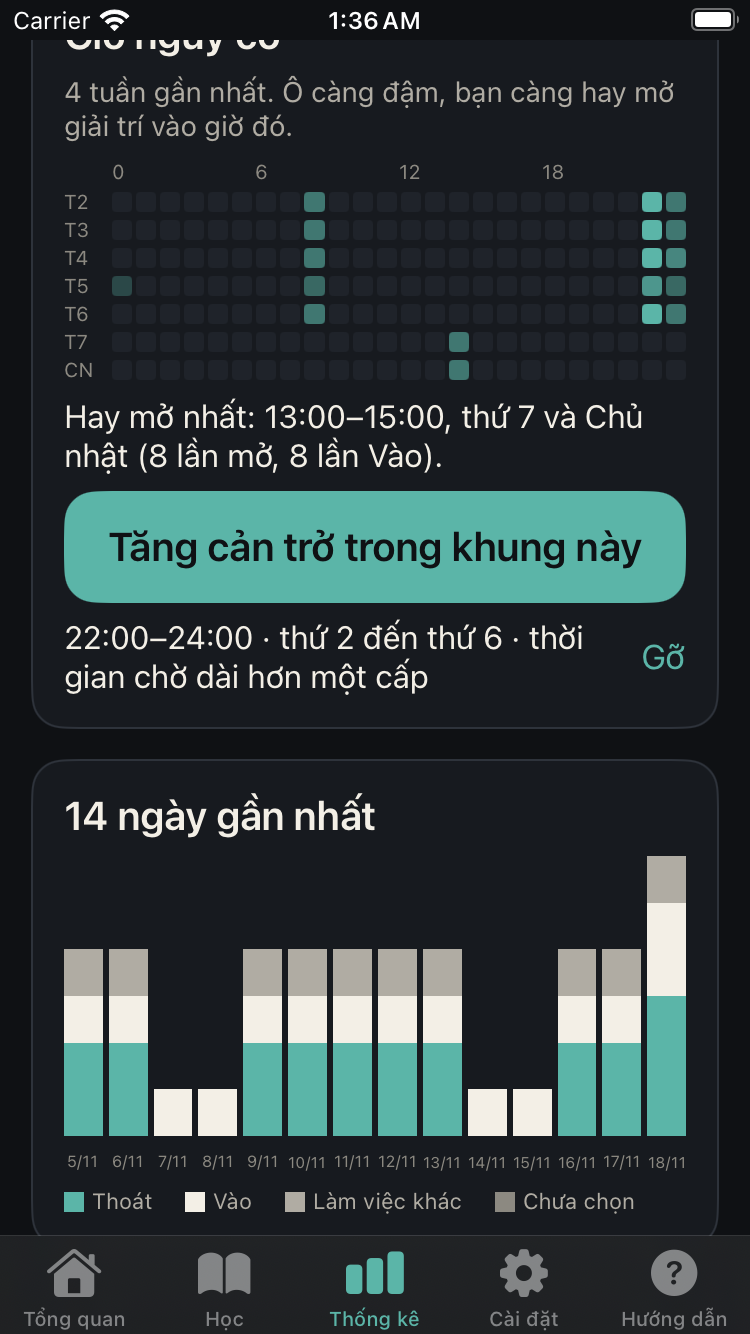 Carrier
1:36 AM
Giờ nguy cơ
4 tuần gần nhất. Ô càng đậm, bạn càng hay mở
giải trí vào giờ đó.
0 6 12 18
T2
T3
T4
T5
T6
T7
CN
Hay mở nhất: 13:00–15:00, thứ 7 và Chủ
nhật (8 lần mở, 8 lần Vào).
Tăng cản trở trong khung này
22:00–24:00 · thứ 2 đến thứ 6 · thời
gian chờ dài hơn một cấp
Gỡ
14 ngày gần nhất
5/11 6/11 7/11 8/11 9/11 10/11 11/11 12/11 13/11 14/11 15/11 16/11 17/11 18/11
Thoát Vào Làm việc khác Chưa chọn
Tổng quan Học Thống kê Cài đặt Hướng dẫn